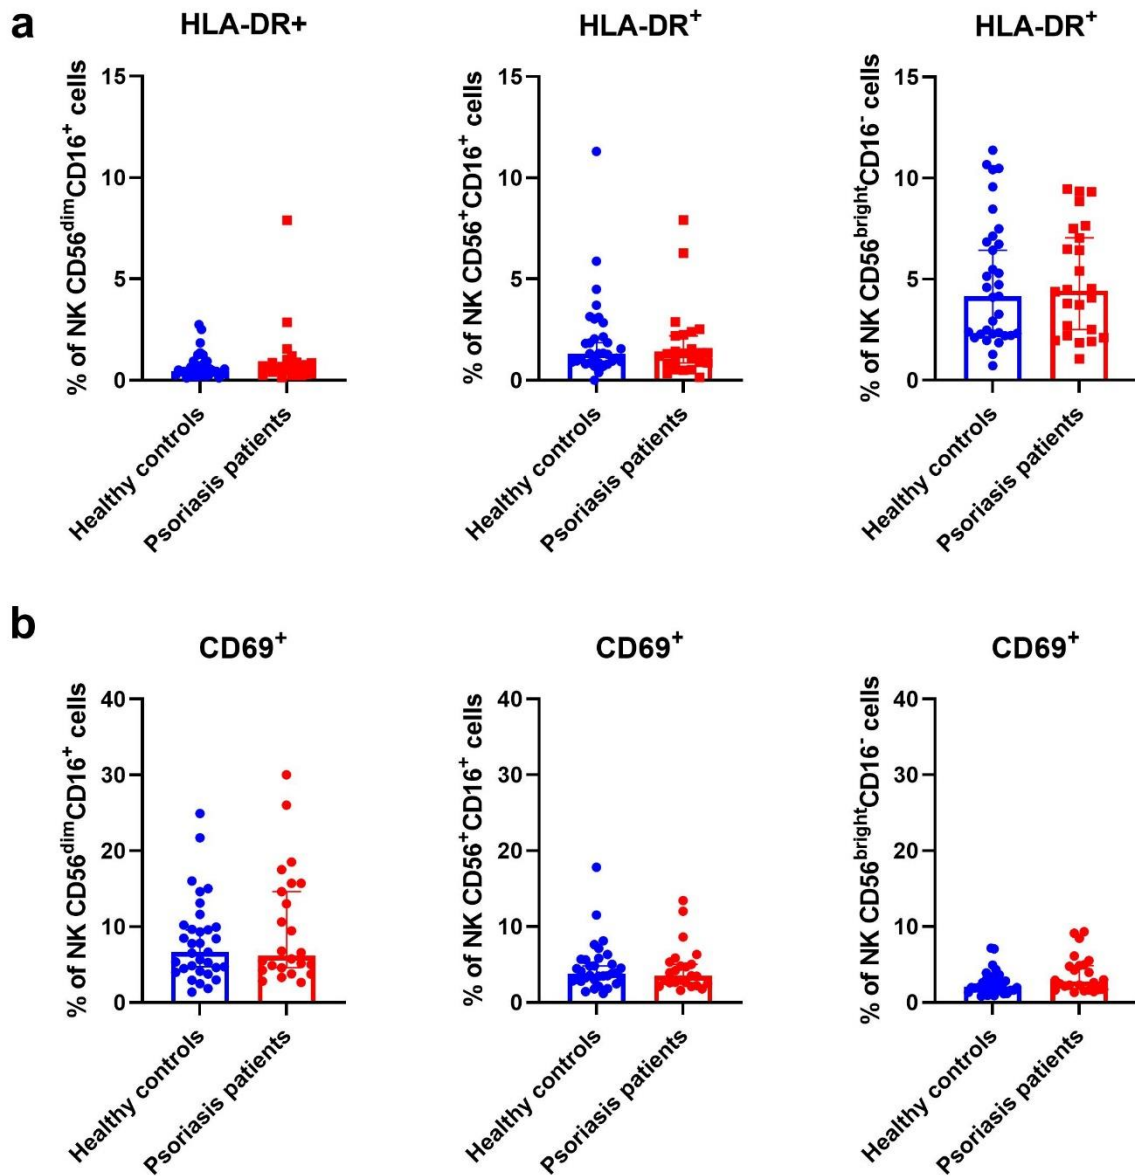 a
HLA-DR+
% of NK CD56dimCD16+ cells
15
10
5
0
Healthy controls
Psoriasis patients
HLA-DR+
% of NK CD56+CD16+ cells
15
10
5
0
Healthy controls
Psoriasis patients
HLA-DR+
% of NK CD56brightCD16- cells
15
10
5
0
Healthy controls
Psoriasis patients
b
CD69+
% of NK CD56dimCD16+ cells
40
30
20
10
0
Healthy controls
Psoriasis patients
CD69+
% of NK CD56+CD16+ cells
40
30
20
10
0
Healthy controls
Psoriasis patients
CD69+
% of NK CD56brightCD16- cells
40
30
20
10
0
Healthy controls
Psoriasis patients